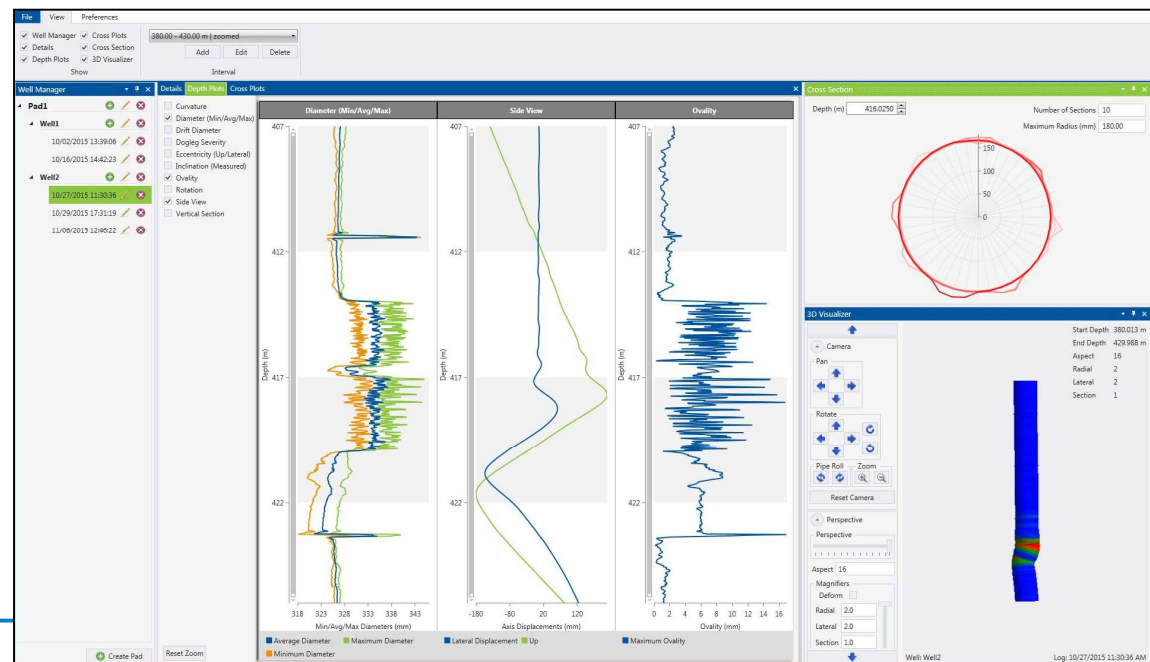 File View Preferences
Well Manager Cross Plots
Details Cross Section
Depth Plots 3D Visualizer
Show
380.00 - 430.00 m | zoomed
Add Edit Delete
Interval
Well Manager
Pad1
Well1
10/02/2015 13:39:06
10/16/2015 14:42:23
Well2
10/27/2015 11:30:36
10/29/2015 17:31:19
11/06/2015 12:46:22
Create Pad
Details Depth Plots Cross Plots
Curvature
Diameter (Min/Avg/Max)
Drift Diameter
Dogleg Severity
Eccentricity (Up/Lateral)
Inclination (Measured)
Ovality
Rotation
Side View
Vertical Section
Reset Zoom
Diameter (Min/Avg/Max)
407
412
417
422
Depth (m)
318 323 328 333 338 343
Min/Avg/Max Diameters (mm)
Average Diameter Maximum Diameter
Minimum Diameter
Side View
407
412
417
422
Depth (m)
-180 -80 20 120
Axis Displacements (mm)
Lateral Displacement Up
Ovality
407
412
417
422
Depth (m)
0 2 4 6 8 10 12 14 16
Ovality (mm)
Maximum Ovality
Cross Section
Depth (m) 416.0250
Number of Sections 10
Maximum Radius (mm) 180.00
150
100
50
0
3D Visualizer
Camera
Pan
Rotate
Pipe Roll Zoom
Reset Camera
Perspective
Perspective
Aspect 16
Magnifiers
Deform
Radial 2.0
Lateral 2.0
Section 1.0
Start Depth 380.013 m
End Depth 429.988 m
Aspect 16
Radial 2
Lateral 2
Section 1
Well: Well2 Log: 10/27/2015 11:30:36 AM